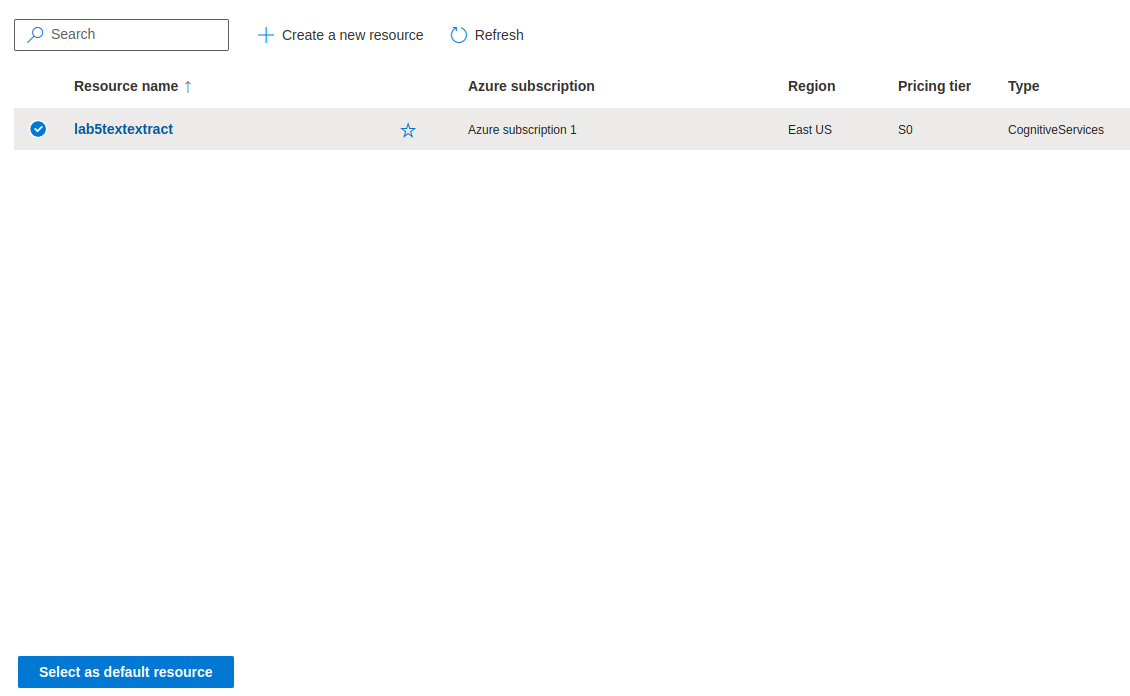 Search Create a new resource Refresh
Resource name ↑ Azure subscription Region Pricing tier Type
lab5textextract Azure subscription 1 East US S0 CognitiveServices
Select as default resource